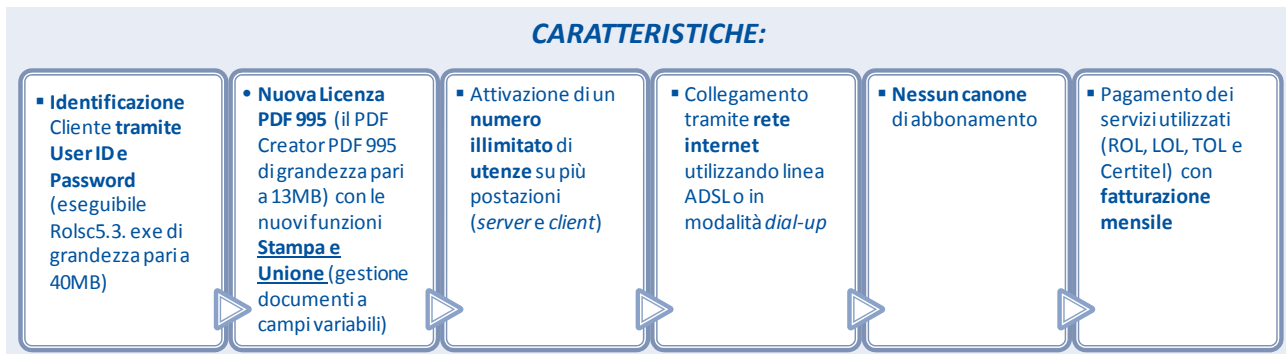 CARATTERISTICHE:
▪ Identificazione
Cliente tramite
User ID e
Password
(eseguibile
Rolsc5.3. exe di
grandezza pari a
40MB)
• Nuova Licenza
PDF 995 (il PDF
Creator PDF 995
di grandezza pari
a 13MB) con le
nuovi funzioni
Stampa e
Unione (gestione
documenti a
campi variabili)
▪ Attivazione di un
numero
illimitato di
utenze su più
postazioni
(server e client)
▪ Collegamento
tramite rete
internet
utilizzando linea
ADSL o in
modalità dial-up
▪ Nessun canone
di abbonamento
▪ Pagamento dei
servizi utilizzati
(ROL, LOL, TOL e
Certitel) con
fatturazione
mensile